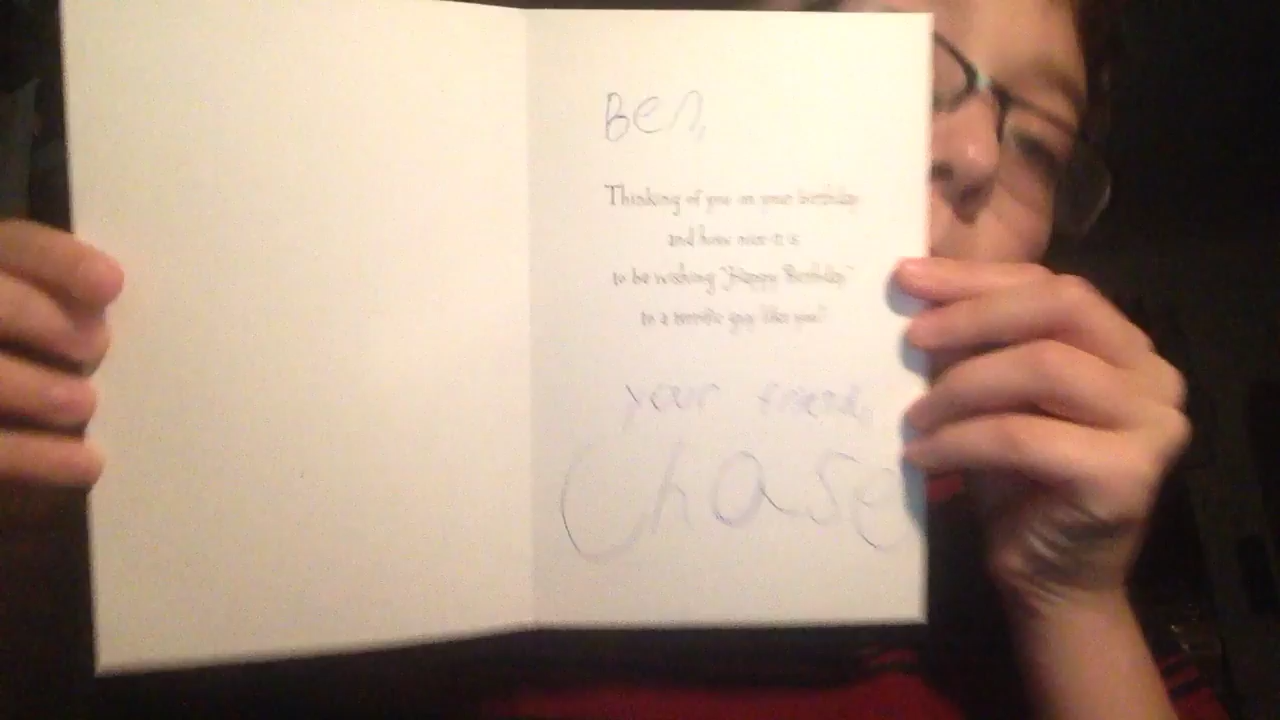 Ben,
Thinking of you on your birthday
and how nice it is
to be wishing "Happy Birthday"
to a terrific guy like you!
your friend,
Chase